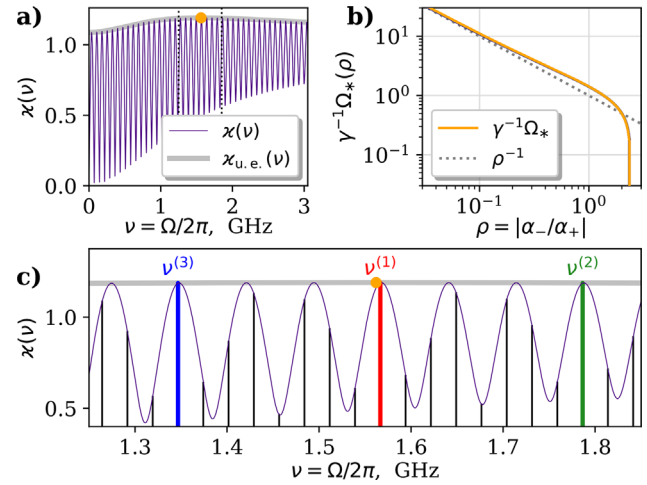 a)
ϰ(ν)
1.0
0.5
0.0
ϰ(ν)
ϰu.e.(ν)
0 1 2 3
ν = Ω/2π, GHz
b)
γ⁻¹Ω∗(ρ)
10¹
10⁰
10⁻¹
γ⁻¹Ω∗
ρ⁻¹
10⁻¹ 10⁰
ρ = |α₋/α₊|
c)
ϰ(ν)
1.0
0.5
ν⁽³⁾ ν⁽¹⁾ ν⁽²⁾
1.3 1.4 1.5 1.6 1.7 1.8
ν = Ω/2π, GHz